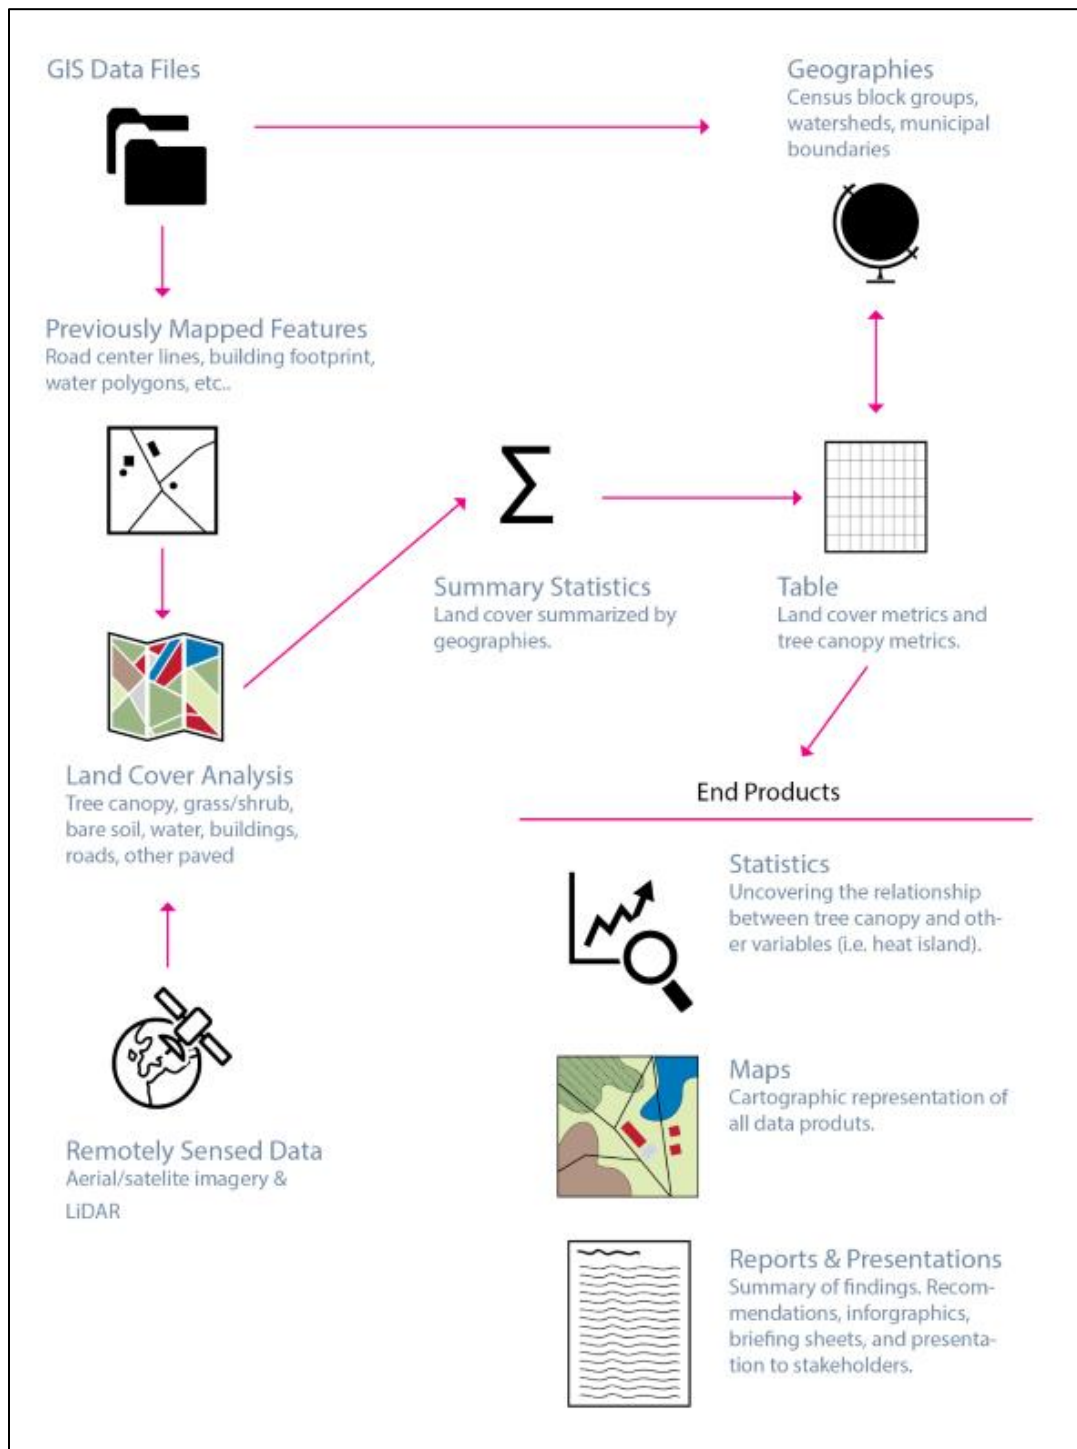 GIS Data Files
Geographies
Census block groups,
watersheds, municipal
boundaries
Previously Mapped Features
Road center lines, building footprint,
water polygons, etc..
Σ
Summary Statistics
Land cover summarized by
geographies.
Table
Land cover metrics and
tree canopy metrics.
Land Cover Analysis
Tree canopy, grass/shrub,
bare soil, water, buildings,
roads, other paved
Remotely Sensed Data
Aerial/satelite imagery &
LiDAR
End Products
Statistics
Uncovering the relationship
between tree canopy and oth-
er variables (i.e. heat island).
Maps
Cartographic representation of
all data produts.
Reports & Presentations
Summary of findings. Recom-
mendations, inforgraphics,
briefing sheets, and presenta-
tion to stakeholders.